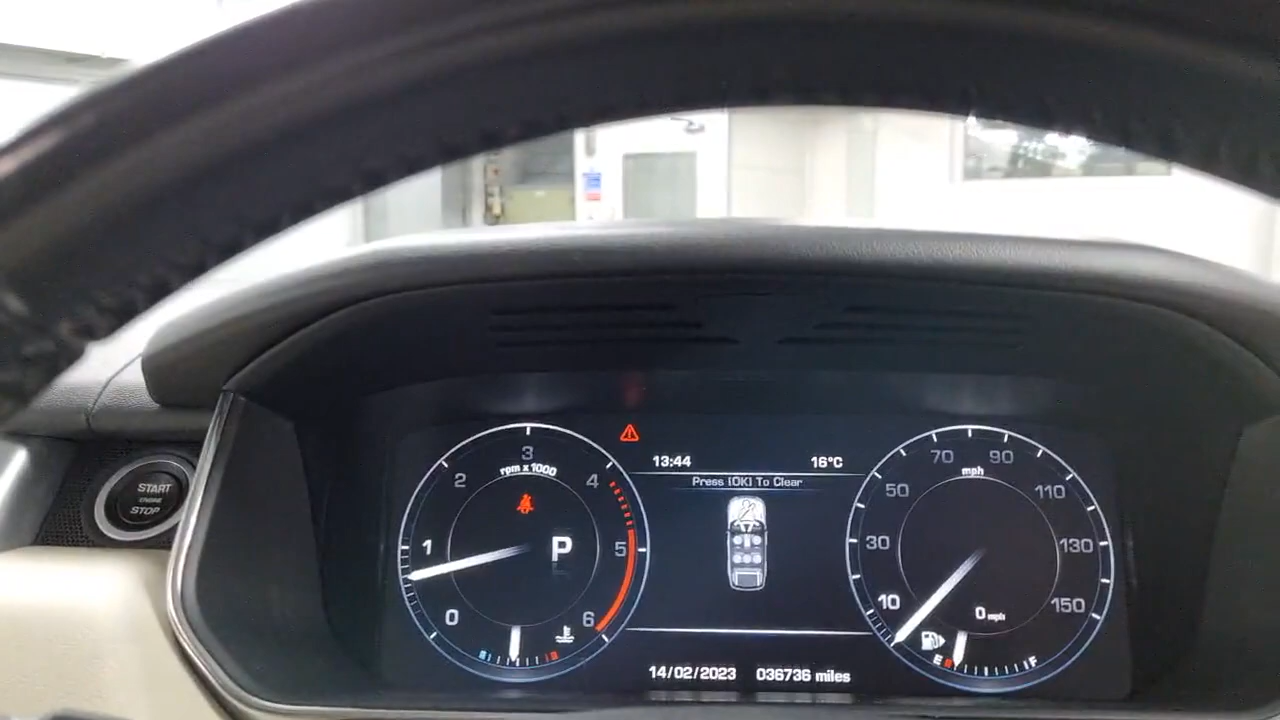 START
ENGINE
STOP
0
1
2
3
4
5
6
rpm x 1000
P
13:44
16°C
Press [OK] To Clear
10
30
50
70
90
110
130
150
mph
0 mph
E
F
14/02/2023
036736 miles